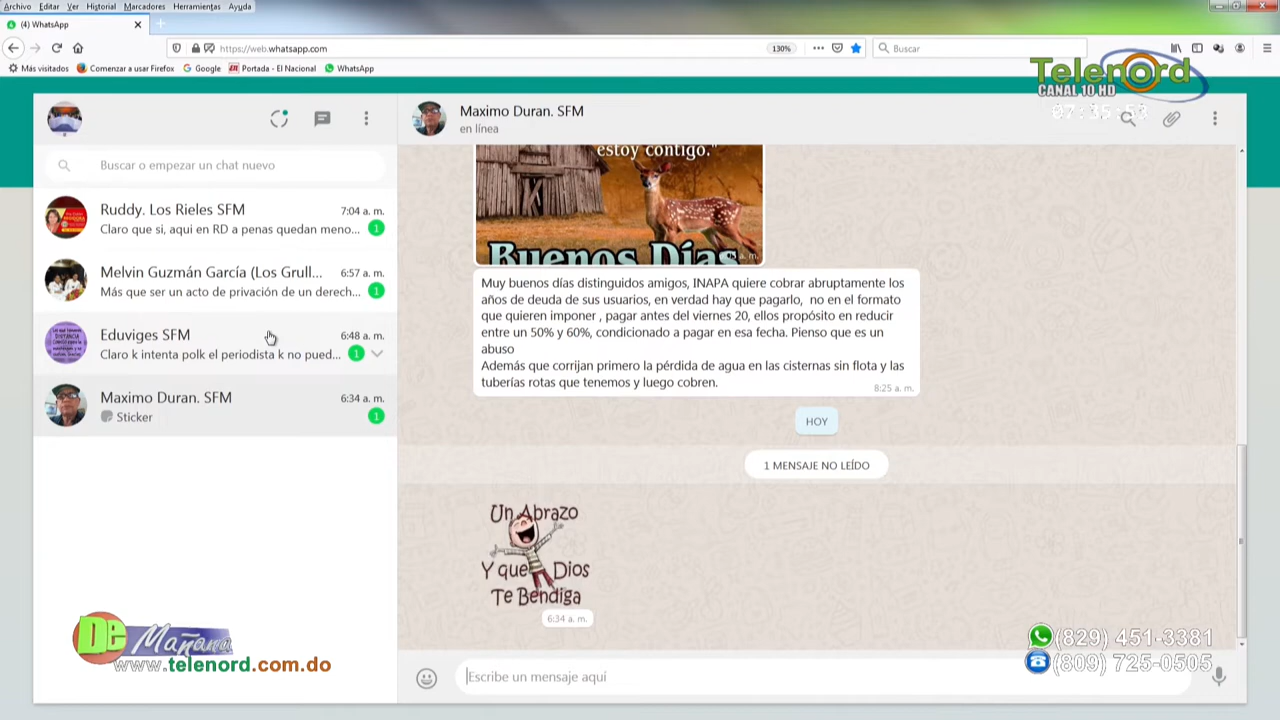 Archivo Editar Ver Historial Marcadores Herramientas Ayuda
(4) WhatsApp
https://web.whatsapp.com
130%
Buscar
Más visitados Comenzar a usar Firefox Google Portada - El Nacional WhatsApp
Telenord
CANAL 10 HD
07:35:53
Maximo Duran. SFM
en línea
Buscar o empezar un chat nuevo
Ruddy. Los Rieles SFM 7:04 a. m.
Claro que si, aqui en RD a penas quedan meno... 1
Melvin Guzmán García (Los Grull... 6:57 a. m.
Más que ser un acto de privación de un derech... 1
Eduviges SFM 6:48 a. m.
Claro k intenta polk el periodista k no pued... 1
Maximo Duran. SFM 6:34 a. m.
Sticker 1
estoy contigo."
Buenos Días
Muy buenos días distinguidos amigos, INAPA quiere cobrar abruptamente los
años de deuda de sus usuarios, en verdad hay que pagarlo, no en el formato
que quieren imponer , pagar antes del viernes 20, ellos propósito en reducir
entre un 50% y 60%, condicionado a pagar en esa fecha. Pienso que es un
abuso
Además que corrijan primero la pérdida de agua en las cisternas sin flota y las
tuberías rotas que tenemos y luego cobren.
8:25 a. m.
HOY
1 MENSAJE NO LEÍDO
Un Abrazo
Y que Dios
Te Bendiga
6:34 a. m.
Escribe un mensaje aquí
De Mañana
www.telenord.com.do
(829) 451-3381
(809) 725-0505